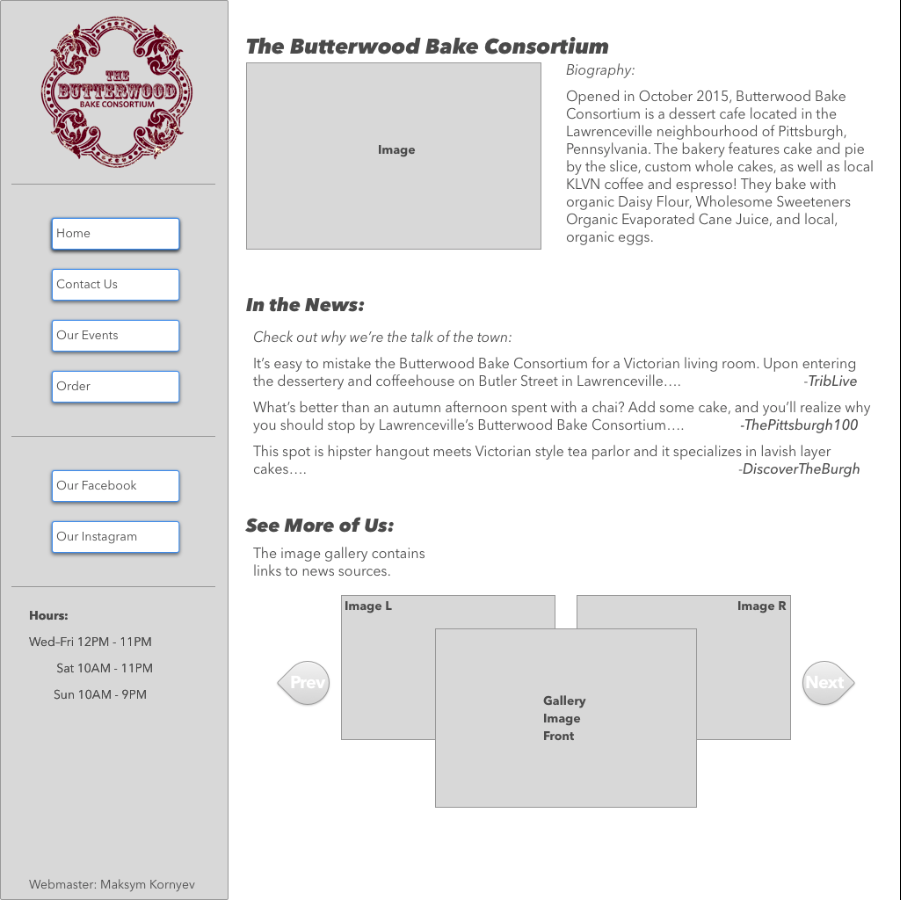 THE
BUTTERWOOD
BAKE CONSORTIUM
Home
Contact Us
Our Events
Order
Our Facebook
Our Instagram
Hours:
Wed–Fri 12PM - 11PM
Sat 10AM - 11PM
Sun 10AM - 9PM
Webmaster: Maksym Kornyev
The Butterwood Bake Consortium
Image
Biography:
Opened in October 2015, Butterwood Bake
Consortium is a dessert cafe located in the
Lawrenceville neighbourhood of Pittsburgh,
Pennsylvania. The bakery features cake and pie
by the slice, custom whole cakes, as well as local
KLVN coffee and espresso! They bake with
organic Daisy Flour, Wholesome Sweeteners
Organic Evaporated Cane Juice, and local,
organic eggs.
In the News:
Check out why we’re the talk of the town:
It’s easy to mistake the Butterwood Bake Consortium for a Victorian living room. Upon entering
the dessertery and coffeehouse on Butler Street in Lawrenceville…. -TribLive
What’s better than an autumn afternoon spent with a chai? Add some cake, and you’ll realize why
you should stop by Lawrenceville’s Butterwood Bake Consortium…. -ThePittsburgh100
This spot is hipster hangout meets Victorian style tea parlor and it specializes in lavish layer
cakes…. -DiscoverTheBurgh
See More of Us:
The image gallery contains
links to news sources.
Image L
Image R
Prev
Next
Gallery
Image
Front